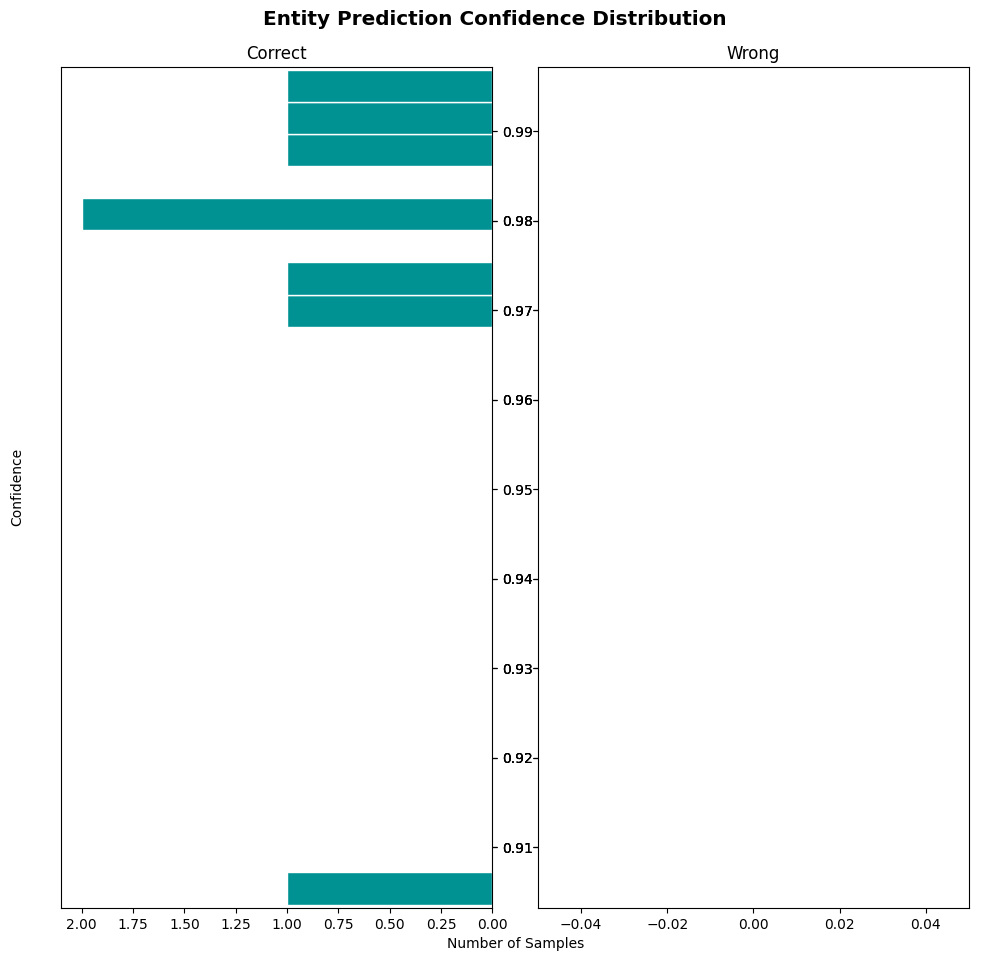 Entity Prediction Confidence Distribution
Correct
Wrong
0.99
0.98
0.97
0.96
0.95
0.94
0.93
0.92
0.91
Confidence
2.00 1.75 1.50 1.25 1.00 0.75 0.50 0.25 0.00
−0.04 −0.02 0.00 0.02 0.04
Number of Samples